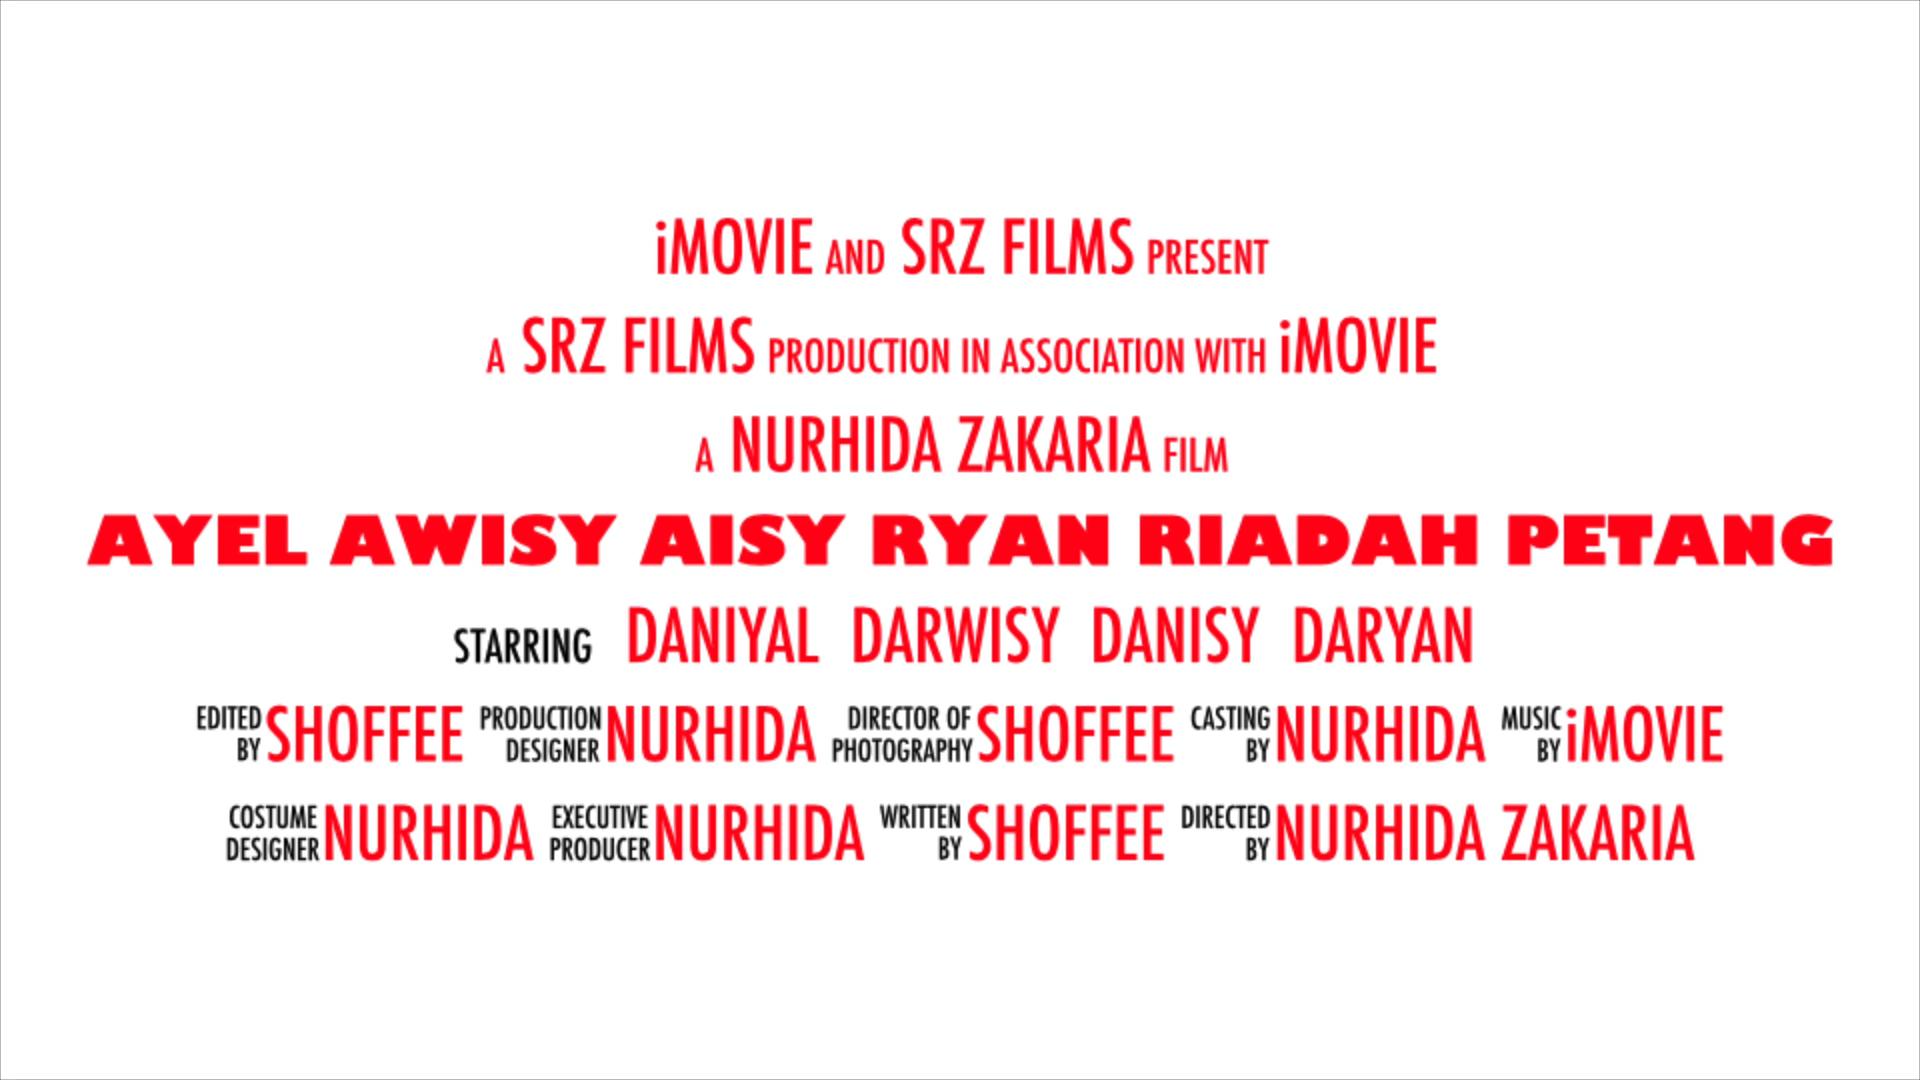 iMOVIE AND SRZ FILMS PRESENT
A SRZ FILMS PRODUCTION IN ASSOCIATION WITH iMOVIE
A NURHIDA ZAKARIA FILM
AYEL AWISY AISY RYAN RIADAH PETANG
STARRING DANIYAL DARWISY DANISY DARYAN
EDITED BY SHOFFEE PRODUCTION DESIGNER NURHIDA DIRECTOR OF PHOTOGRAPHY SHOFFEE CASTING BY NURHIDA MUSIC BY iMOVIE
COSTUME DESIGNER NURHIDA EXECUTIVE PRODUCER NURHIDA WRITTEN BY SHOFFEE DIRECTED BY NURHIDA ZAKARIA